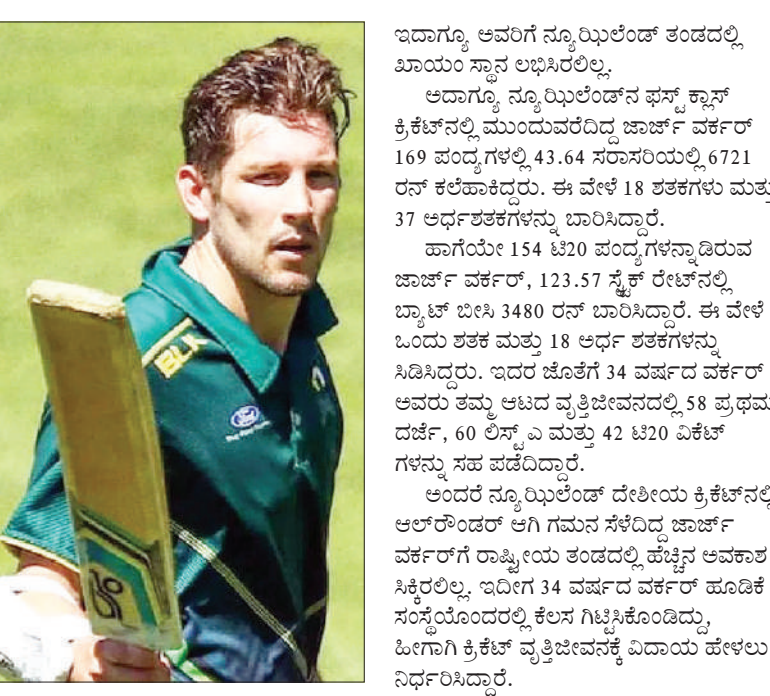 BLK
Ford
ಇದಾಗ್ಯೂ ಅವರಿಗೆ ನ್ಯೂಝಿಲೆಂಡ್ ತಂಡದಲ್ಲಿ
ಖಾಯಂ ಸ್ಥಾನ ಲಭಿಸಿರಲಿಲ್ಲ.
ಅದಾಗ್ಯೂ ನ್ಯೂಝಿಲೆಂಡ್‌ನ ಫಸ್ಟ್ ಕ್ಲಾಸ್
ಕ್ರಿಕೆಟ್‌ನಲ್ಲಿ ಮುಂದುವರೆದಿದ್ದ ಜಾರ್ಜ್ ವರ್ಕರ್
169 ಪಂದ್ಯಗಳಲ್ಲಿ 43.64 ಸರಾಸರಿಯಲ್ಲಿ 6721
ರನ್ ಕಲೆಹಾಕಿದ್ದರು. ಈ ವೇಳೆ 18 ಶತಕಗಳು ಮತ್ತು
37 ಅರ್ಧಶತಕಗಳನ್ನು ಬಾರಿಸಿದ್ದಾರೆ.
ಹಾಗೆಯೇ 154 ಟಿ20 ಪಂದ್ಯಗಳನ್ನಾಡಿರುವ
ಜಾರ್ಜ್ ವರ್ಕರ್, 123.57 ಸ್ಟ್ರೈಕ್ ರೇಟ್‌ನಲ್ಲಿ
ಬ್ಯಾಟ್ ಬೀಸಿ 3480 ರನ್ ಬಾರಿಸಿದ್ದಾರೆ. ಈ ವೇಳೆ
ಒಂದು ಶತಕ ಮತ್ತು 18 ಅರ್ಧ ಶತಕಗಳನ್ನು
ಸಿಡಿಸಿದ್ದರು. ಇದರ ಜೊತೆಗೆ 34 ವರ್ಷದ ವರ್ಕರ್
ಅವರು ತಮ್ಮ ಆಟದ ವೃತ್ತಿಜೀವನದಲ್ಲಿ 58 ಪ್ರಥಮ
ದರ್ಜೆ, 60 ಲಿಸ್ಟ್ ಎ ಮತ್ತು 42 ಟಿ20 ವಿಕೆಟ್
ಗಳನ್ನು ಸಹ ಪಡೆದಿದ್ದಾರೆ.
ಅಂದರೆ ನ್ಯೂಝಿಲೆಂಡ್ ದೇಶೀಯ ಕ್ರಿಕೆಟ್‌ನಲ್ಲಿ
ಆಲ್‌ರೌಂಡರ್ ಆಗಿ ಗಮನ ಸೆಳೆದಿದ್ದ ಜಾರ್ಜ್
ವರ್ಕರ್‌ಗೆ ರಾಷ್ಟ್ರೀಯ ತಂಡದಲ್ಲಿ ಹೆಚ್ಚಿನ ಅವಕಾಶ
ಸಿಕ್ಕಿರಲಿಲ್ಲ. ಇದೀಗ 34 ವರ್ಷದ ವರ್ಕರ್ ಹೂಡಿಕೆ
ಸಂಸ್ಥೆಯೊಂದರಲ್ಲಿ ಕೆಲಸ ಗಿಟ್ಟಿಸಿಕೊಂಡಿದ್ದು,
ಹೀಗಾಗಿ ಕ್ರಿಕೆಟ್ ವೃತ್ತಿಜೀವನಕ್ಕೆ ವಿದಾಯ ಹೇಳಲು
ನಿರ್ಧರಿಸಿದ್ದಾರೆ.